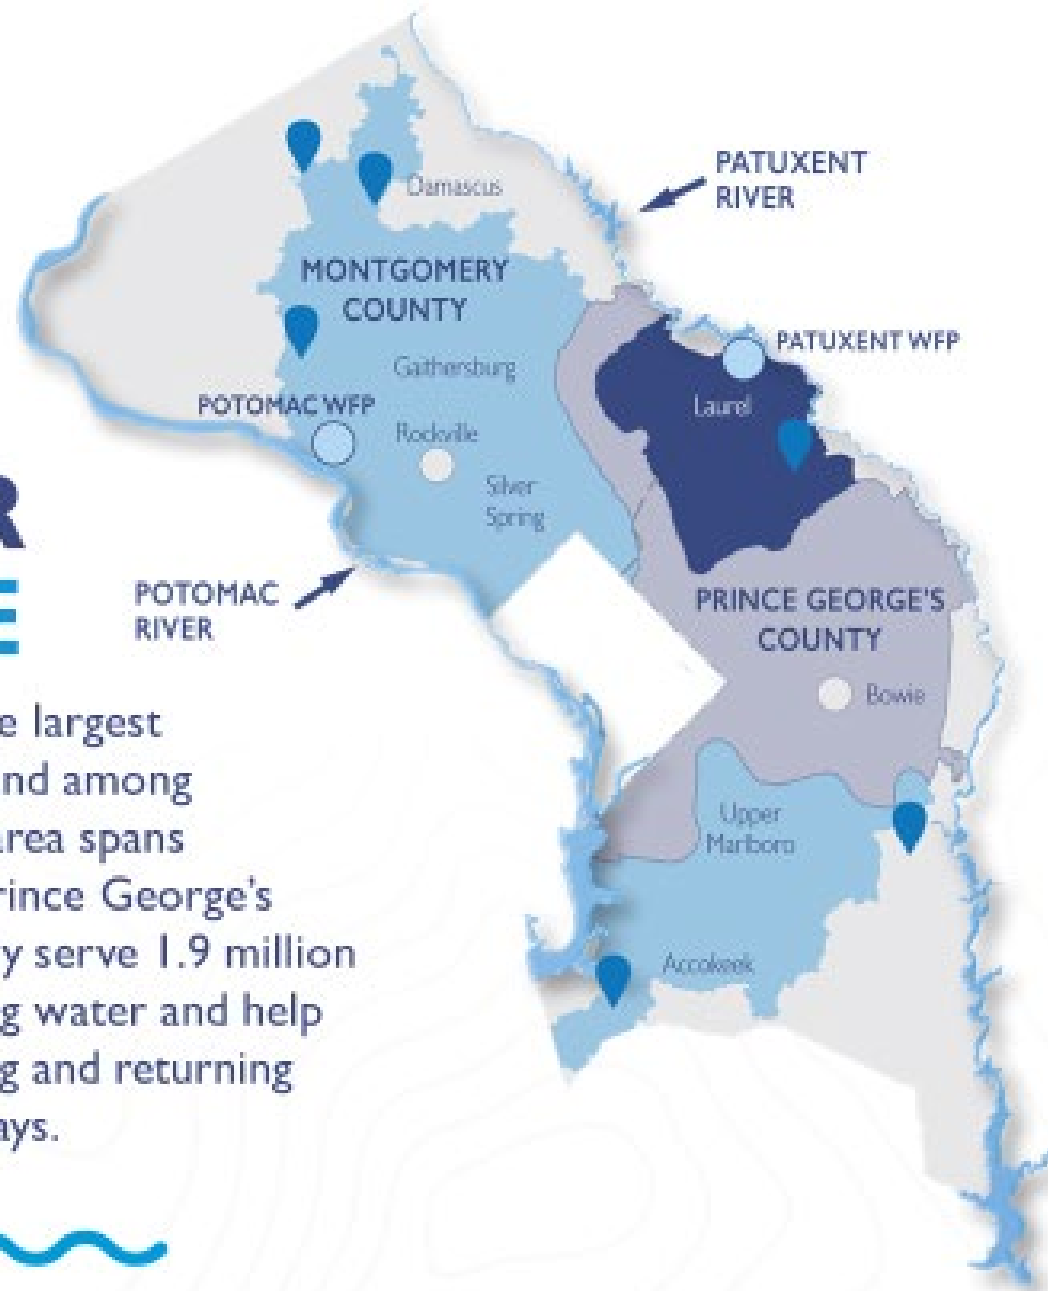 PATUXENT
RIVER
Damascus
MONTGOMERY
COUNTY
PATUXENT WFP
Gaithersburg
POTOMAC WFP
Laurel
Rockville
Silver
Spring
R
E
POTOMAC
RIVER
PRINCE GEORGE'S
COUNTY
Bowie
e largest
nd among
area spans
rince George's
y serve 1.9 million
g water and help
g and returning
ays.
Upper
Marlboro
Accokeek